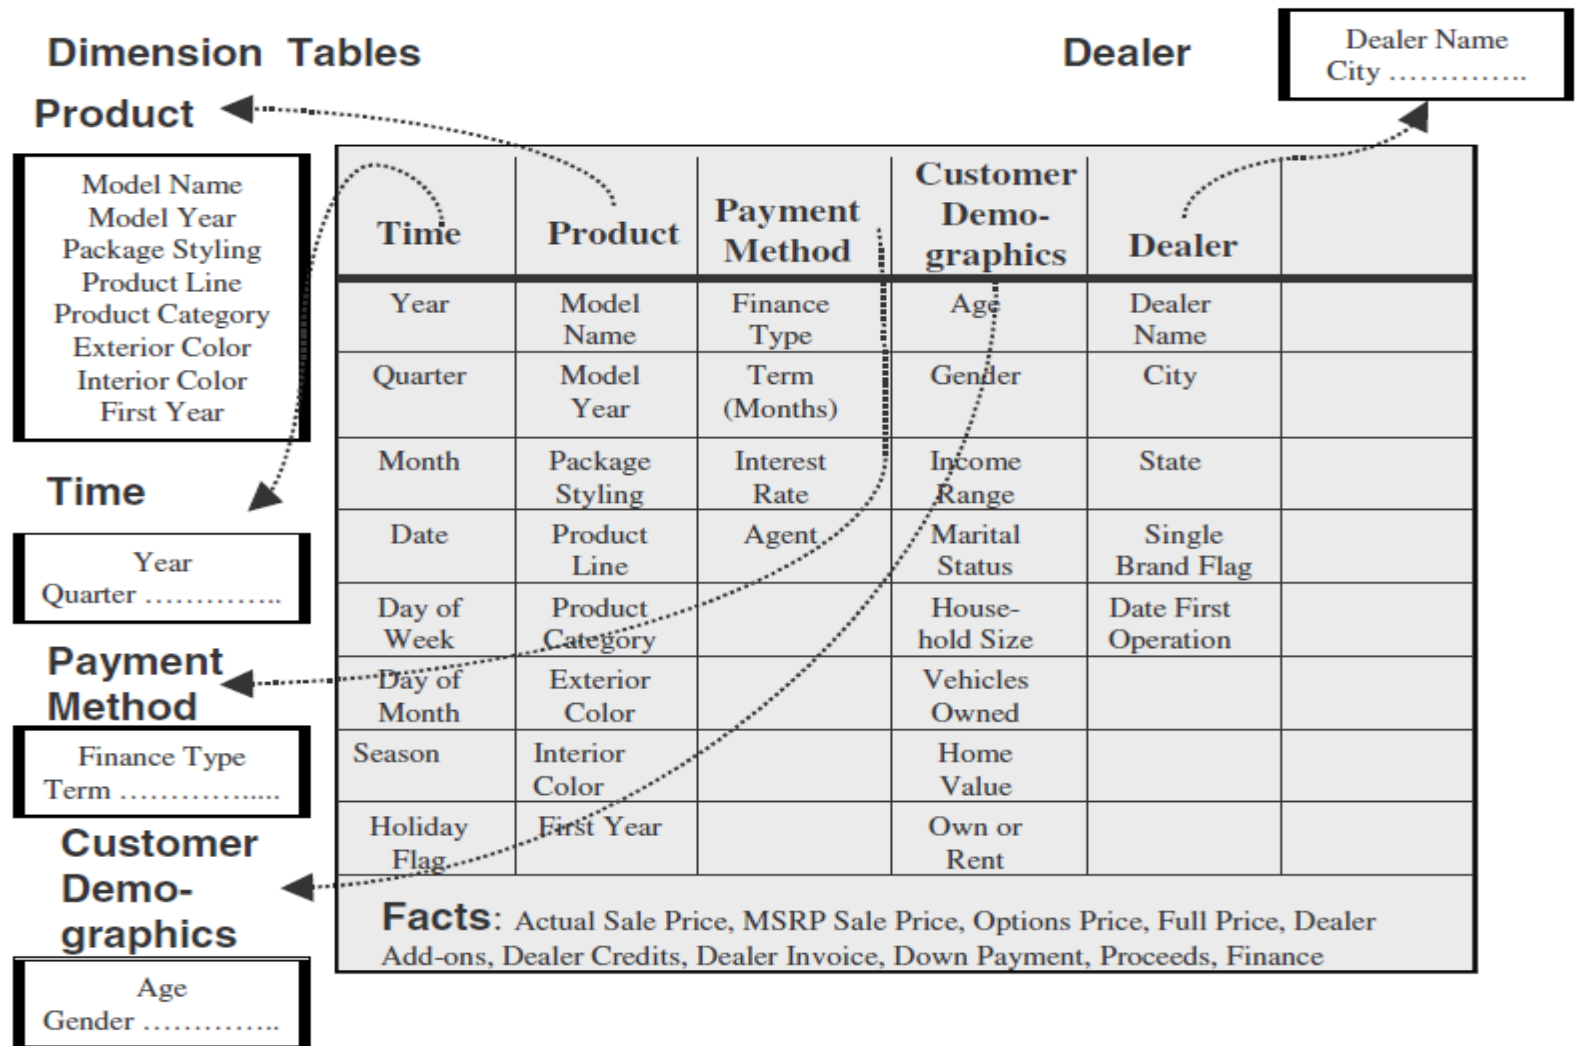 Dimension Tables
Dealer
Dealer Name
City …………..
Product
Model Name
Model Year
Package Styling
Product Line
Product Category
Exterior Color
Interior Color
First Year
Time
Year
Quarter …………..
Payment
Method
Finance Type
Term ………….....
Customer
Demo-
graphics
Age
Gender …………..
Time
Product
Payment
Method
Customer
Demo-
graphics
Dealer
Year
Model
Name
Finance
Type
Age
Dealer
Name
Quarter
Model
Year
Term
(Months)
Gender
City
Month
Package
Styling
Interest
Rate
Income
Range
State
Date
Product
Line
Agent
Marital
Status
Single
Brand Flag
Day of
Week
Product
Category
House-
hold Size
Date First
Operation
Day of
Month
Exterior
Color
Vehicles
Owned
Season
Interior
Color
Home
Value
Holiday
Flag
First Year
Own or
Rent
Facts: Actual Sale Price, MSRP Sale Price, Options Price, Full Price, Dealer
Add-ons, Dealer Credits, Dealer Invoice, Down Payment, Proceeds, Finance